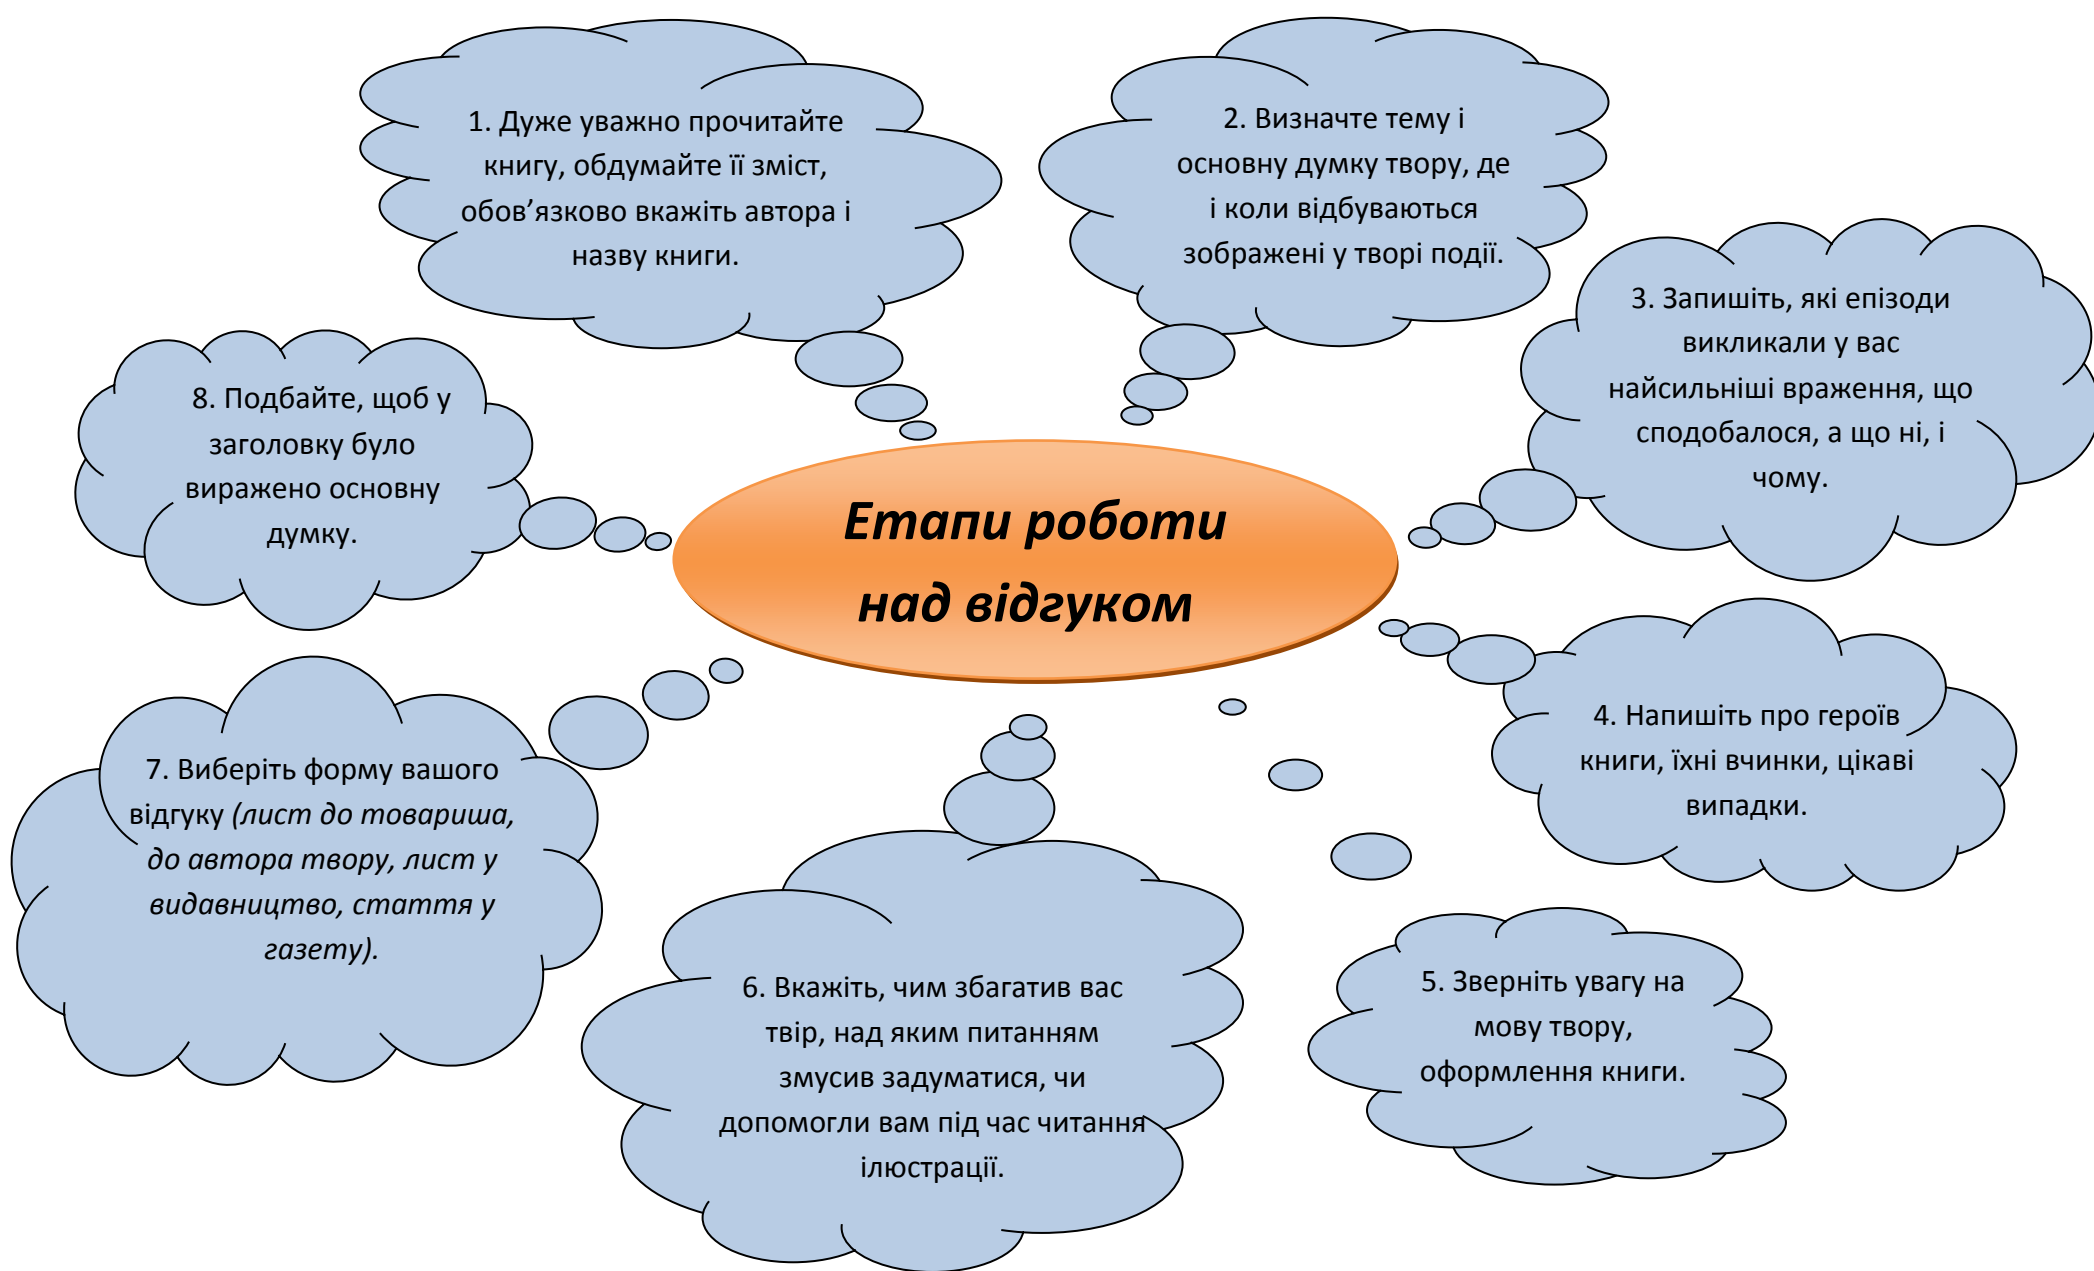 Етапи роботи
над відгуком
1. Дуже уважно прочитайте
книгу, обдумайте її зміст,
обов’язково вкажіть автора і
назву книги.
2. Визначте тему і
основну думку твору, де
і коли відбуваються
зображені у творі події.
3. Запишіть, які епізоди
викликали у вас
найсильніші враження, що
сподобалося, а що ні, і
чому.
4. Напишіть про героїв
книги, їхні вчинки, цікаві
випадки.
5. Зверніть увагу на
мову твору,
оформлення книги.
6. Вкажіть, чим збагатив вас
твір, над яким питанням
змусив задуматися, чи
допомогли вам під час читання
ілюстрації.
7. Виберіть форму вашого
відгуку (лист до товариша,
до автора твору, лист у
видавництво, стаття у
газету).
8. Подбайте, щоб у
заголовку було
виражено основну
думку.